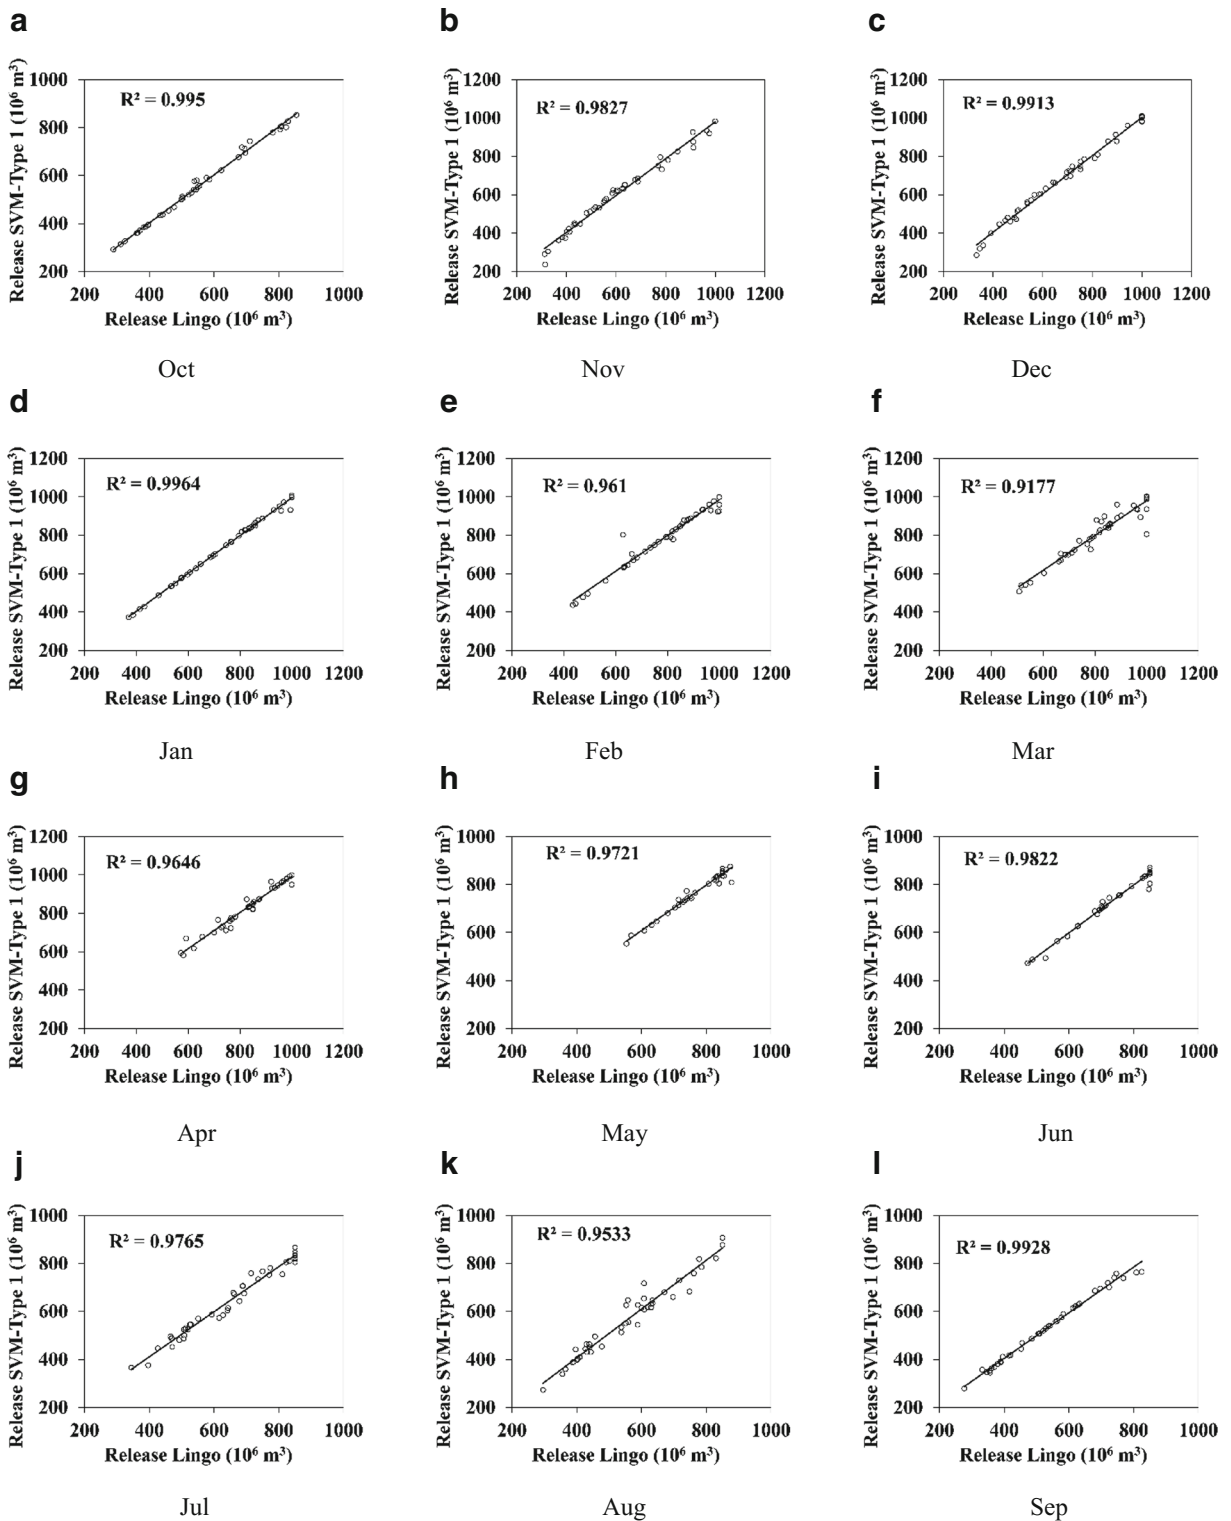 a
b
c
Release SVM-Type 1 (10⁶ m³)
1000
800
600
400
200
R² = 0.995
200 400 600 800 1000
Release Lingo (10⁶ m³)
Oct
Release SVM-Type 1 (10⁶ m³)
1200
1000
800
600
400
200
R² = 0.9827
200 400 600 800 1000 1200
Release Lingo (10⁶ m³)
Nov
Release SVM-Type 1 (10⁶ m³)
1200
1000
800
600
400
200
R² = 0.9913
200 400 600 800 1000 1200
Release Lingo (10⁶ m³)
Dec
d
e
f
Release SVM-Type 1 (10⁶ m³)
1200
1000
800
600
400
200
R² = 0.9964
200 400 600 800 1000 1200
Release Lingo (10⁶ m³)
Jan
Release SVM-Type 1 (10⁶ m³)
1200
1000
800
600
400
200
R² = 0.961
200 400 600 800 1000 1200
Release Lingo (10⁶ m³)
Feb
Release SVM-Type 1 (10⁶ m³)
1200
1000
800
600
400
200
R² = 0.9177
200 400 600 800 1000 1200
Release Lingo (10⁶ m³)
Mar
g
h
i
Release SVM-Type 1 (10⁶ m³)
1200
1000
800
600
400
200
R² = 0.9646
200 400 600 800 1000 1200
Release Lingo (10⁶ m³)
Apr
Release SVM-Type 1 (10⁶ m³)
1000
800
600
400
200
R² = 0.9721
200 400 600 800 1000
Release Lingo (10⁶ m³)
May
Release SVM-Type 1 (10⁶ m³)
1000
800
600
400
200
R² = 0.9822
200 400 600 800 1000
Release Lingo (10⁶ m³)
Jun
j
k
l
Release SVM-Type 1 (10⁶ m³)
1000
800
600
400
200
R² = 0.9765
200 400 600 800 1000
Release Lingo (10⁶ m³)
Jul
Release SVM-Type 1 (10⁶ m³)
1000
800
600
400
200
R² = 0.9533
200 400 600 800 1000
Release Lingo (10⁶ m³)
Aug
Release SVM-Type 1 (10⁶ m³)
1000
800
600
400
200
R² = 0.9928
200 400 600 800 1000
Release Lingo (10⁶ m³)
Sep